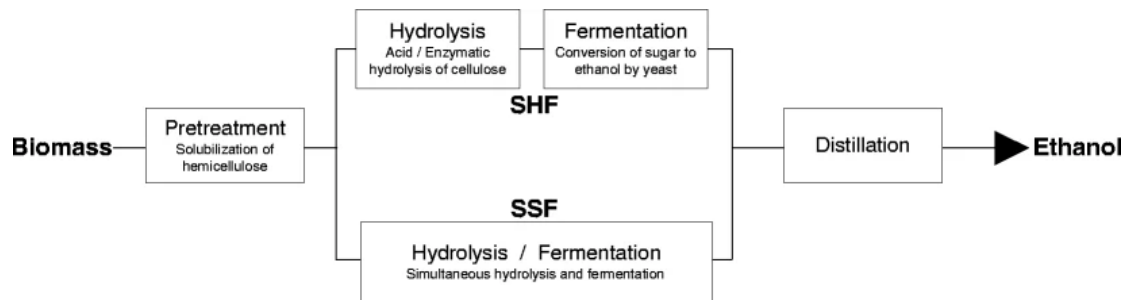 Biomass
Pretreatment
Solubilization of
hemicellulose
Hydrolysis
Acid / Enzymatic
hydrolysis of cellulose
Fermentation
Conversion of sugar to
ethanol by yeast
SHF
SSF
Hydrolysis / Fermentation
Simultaneous hydrolysis and fermentation
Distillation
Ethanol